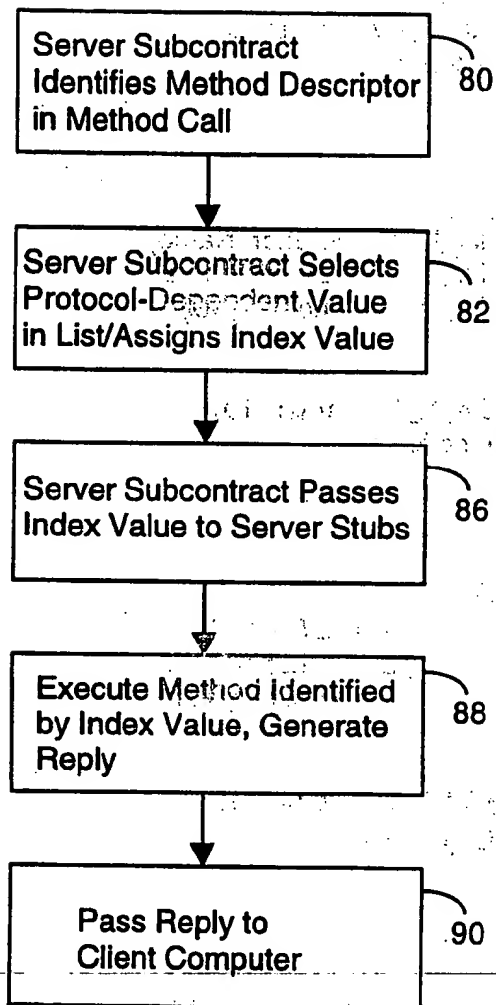 Server Subcontract
Identifies Method Descriptor
in Method Call
80
Server Subcontract Selects
Protocol-Dependent Value
in List/Assigns Index Value
82
Server Subcontract Passes
Index Value to Server Stubs
86
Execute Method Identified
by Index Value, Generate
Reply
88
Pass Reply to
Client Computer
90